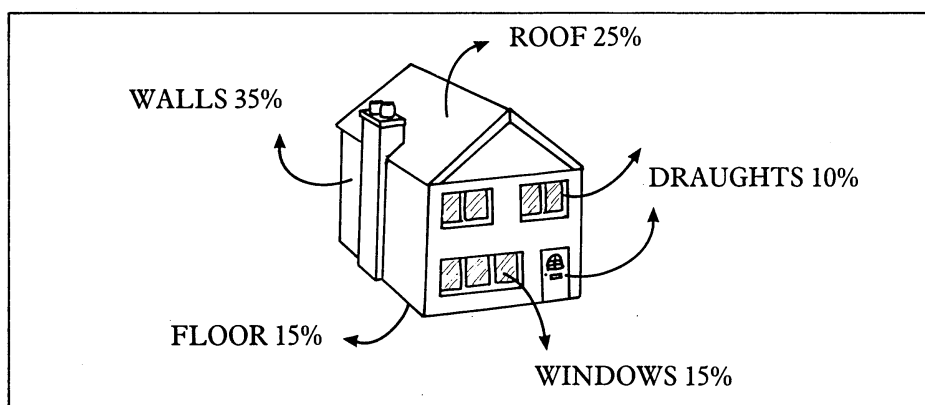 ROOF 25%
WALLS 35%
DRAUGHTS 10%
FLOOR 15%
WINDOWS 15%